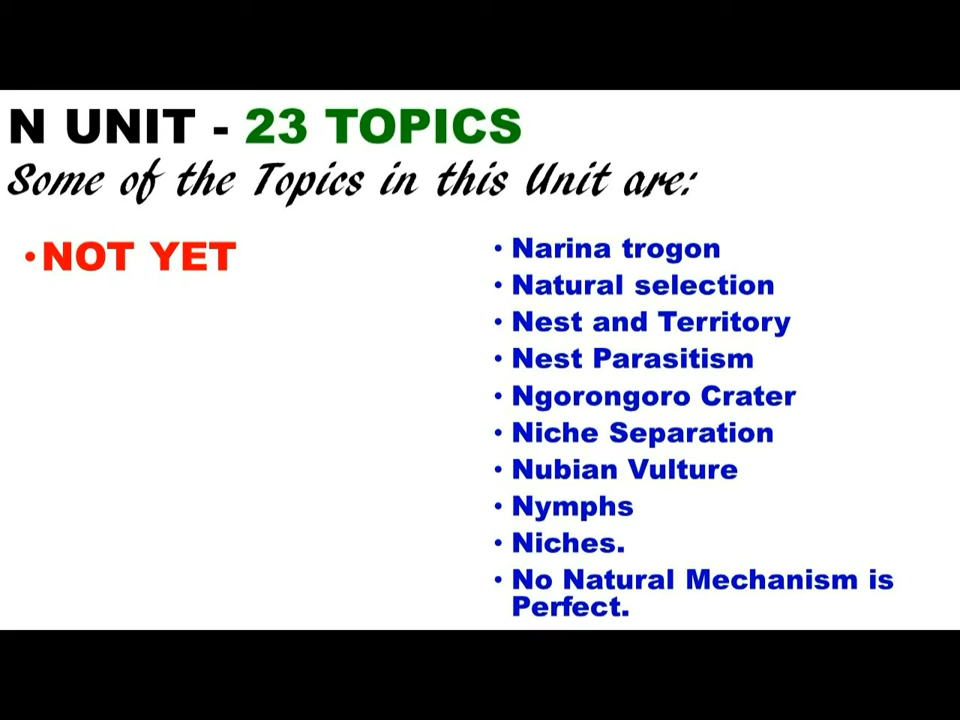 N UNIT - 23 TOPICS
Some of the Topics in this Unit are:
• NOT YET
• Narina trogon
• Natural selection
• Nest and Territory
• Nest Parasitism
• Ngorongoro Crater
• Niche Separation
• Nubian Vulture
• Nymphs
• Niches.
• No Natural Mechanism is
Perfect.